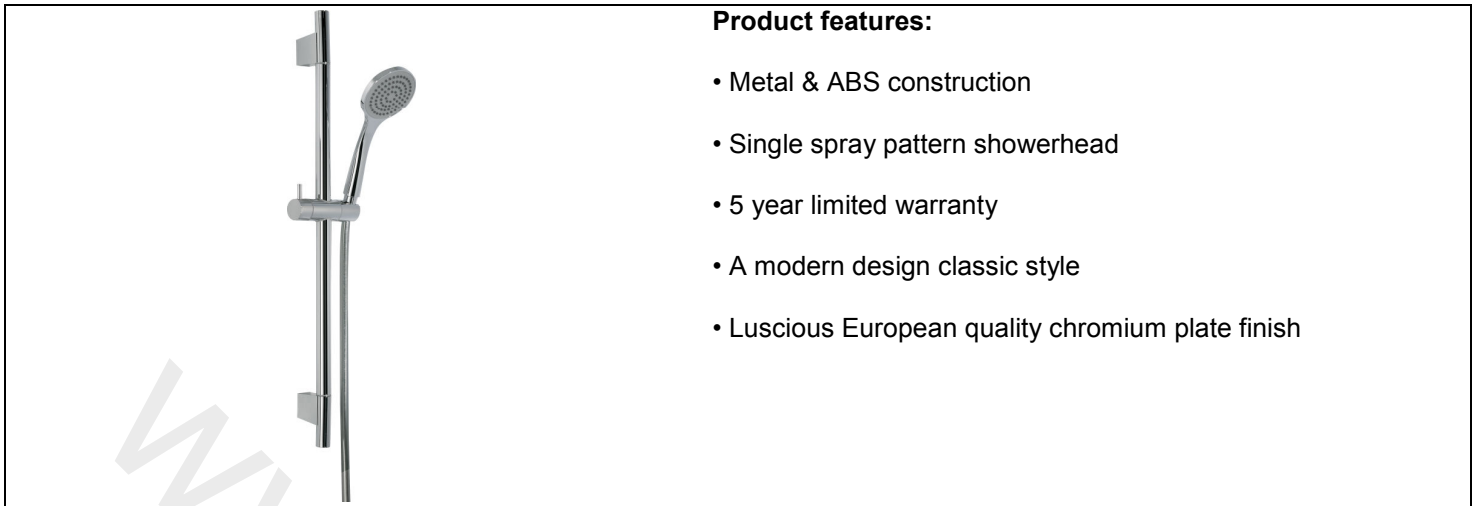 Product features:
• Metal & ABS construction
• Single spray pattern showerhead
• 5 year limited warranty
• A modern design classic style
• Luscious European quality chromium plate finish